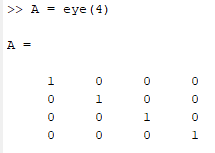 >> A = eye(4)
A =
1 0 0 0
0 1 0 0
0 0 1 0
0 0 0 1